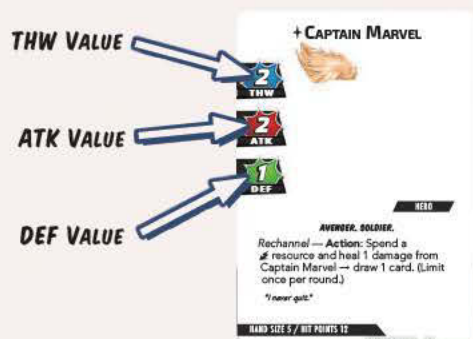 THW VALUE
ATK VALUE
DEF VALUE
CAPTAIN MARVEL
2
THW
2
ATK
1
DEF
HERO
AVENGER. SOLDIER.
Rechannel — Action: Spend a
resource and heal 1 damage from
Captain Marvel → draw 1 card. (Limit
once per round.)
"I never quit."
HAND SIZE 5 / HIT POINTS 12